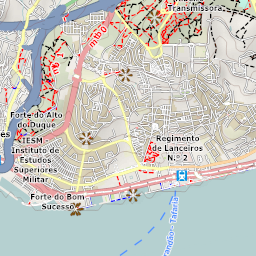 Transmissora
Forte do Alto
do Duque
IESM
Instituto de
Estudos
Superiores
Militar
Forte do Bom
Sucesso
Regimento
de Lanceiros
N.º 2